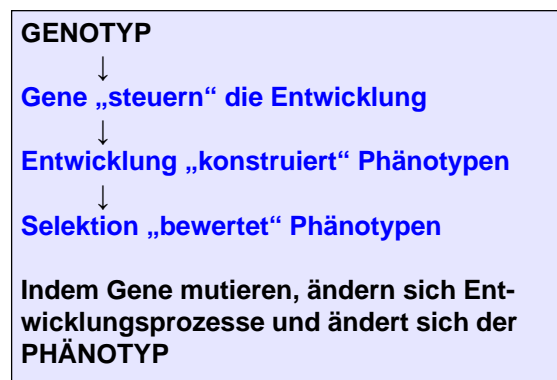 GENOTYP
↓
Gene „steuern“ die Entwicklung
↓
Entwicklung „konstruiert“ Phänotypen
↓
Selektion „bewertet“ Phänotypen
Indem Gene mutieren, ändern sich Ent-
wicklungsprozesse und ändert sich der
PHÄNOTYP